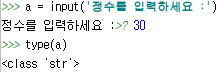 >>> a = input('정수를 입력하세요 :')
정수를 입력하세요 :>? 30
>>> type(a)
<class 'str'>